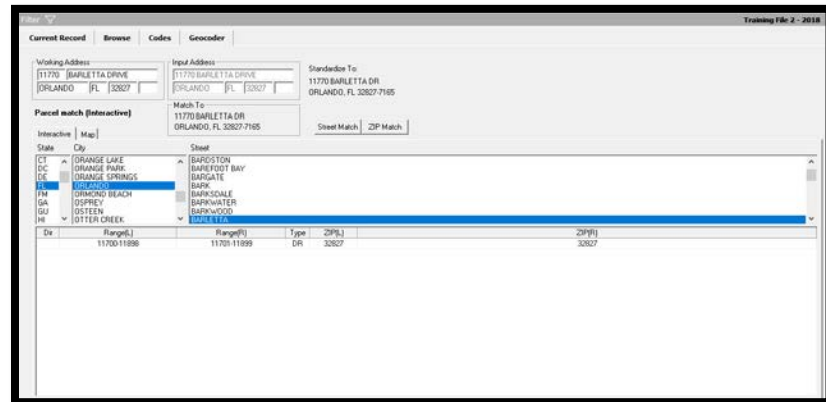 Filter Training File 2 - 2018
Current Record Browse Codes Geocoder
Working Address Input Address
11770 BARLETTA DRIVE 11770 BARLETTA DRIVE Standardize To
ORLANDO FL 32827 ORLANDO FL 32827 11770 BARLETTA DR
ORLANDO, FL 32827-7165
Match To
Parcel match (Interactive) 11770 BARLETTA DR
ORLANDO, FL 32827-7165 Street Match ZIP Match
Interactive Map
State City Street
CT ORANGE LAKE BARDSTON
DC ORANGE PARK BAREFOOT BAY
DE ORANGE SPRINGS BARGATE
FL ORLANDO BARK
FM ORMOND BEACH BARKSDALE
GA OSPREY BARKWATER
GU OSTEEN BARKWOOD
HI OTTER CREEK BARLETTA
Dir Range(L) Range(R) Type ZIP(L) ZIP(R)
11700-11898 11701-11899 DR 32827 32827